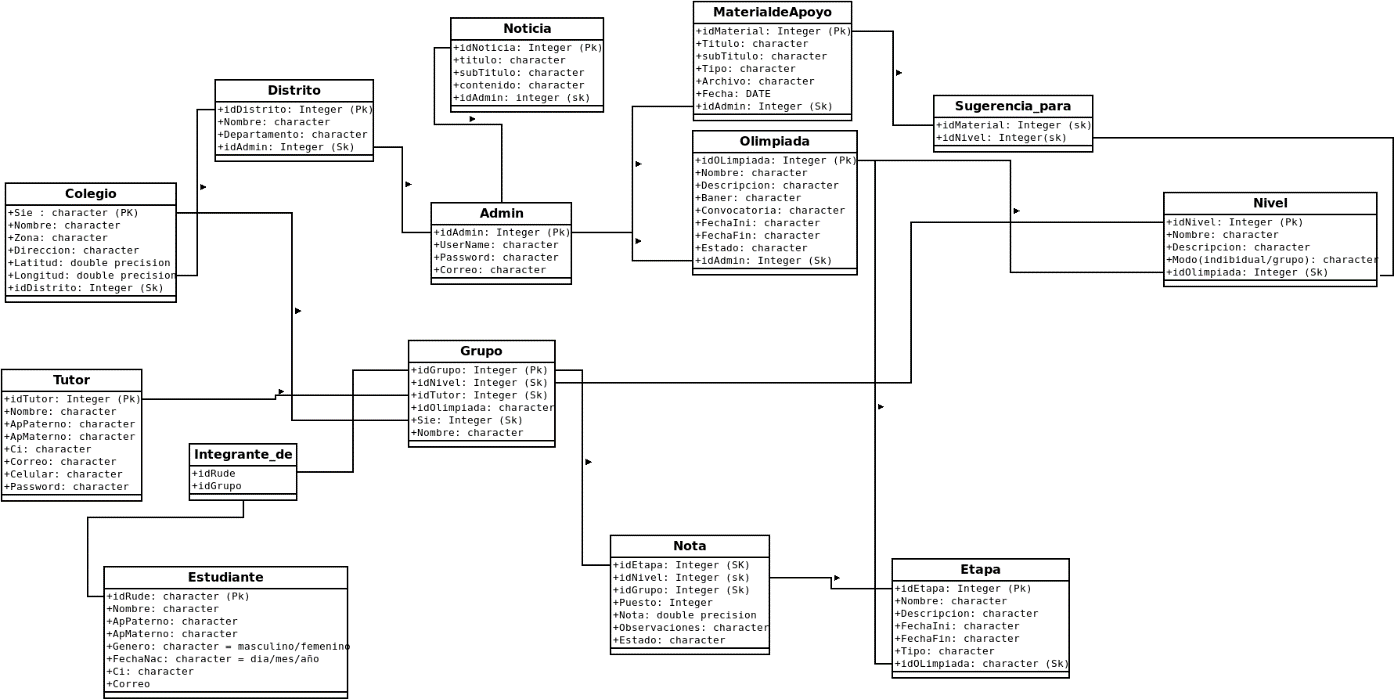 Noticia
+idNoticia: Integer (Pk)
+titulo: character
+subTitulo: character
+contenido: character
+idAdmin: integer (sk)
MaterialdeApoyo
+idMaterial: Integer (Pk)
+Titulo: character
+subTitulo: character
+Tipo: character
+Archivo: character
+Fecha: DATE
+idAdmin: Integer (Sk)
Distrito
+idDistrito: Integer (Pk)
+Nombre: character
+Departamento: character
+idAdmin: Integer (Sk)
Sugerencia_para
+idMaterial: Integer (sk)
+idNivel: Integer(sk)
Olimpiada
+idOLimpiada: Integer (Pk)
+Nombre: character
+Descripcion: character
+Baner: character
+Convocatoria: character
+FechaIni: character
+FechaFin: character
+Estado: character
+idAdmin: Integer (Sk)
Colegio
+Sie : character (PK)
+Nombre: character
+Zona: character
+Direccion: character
+Latitud: double precision
+Longitud: double precision
+idDistrito: Integer (Sk)
Admin
+idAdmin: Integer (Pk)
+UserName: character
+Password: character
+Correo: character
Nivel
+idNivel: Integer (Pk)
+Nombre: character
+Descripcion: character
+Modo(indibidual/grupo): character
+idOlimpiada: Integer (Sk)
Grupo
+idGrupo: Integer (Pk)
+idNivel: Integer (Sk)
+idTutor: Integer (Sk)
+idOlimpiada: character
+Sie: Integer (Sk)
+Nombre: character
Tutor
+idTutor: Integer (Pk)
+Nombre: character
+ApPaterno: character
+ApMaterno: character
+Ci: character
+Correo: character
+Celular: character
+Password: character
Integrante_de
+idRude
+idGrupo
Nota
+idEtapa: Integer (SK)
+idNivel: Integer (sk)
+idGrupo: Integer (Sk)
+Puesto: Integer
+Nota: double precision
+Observaciones: character
+Estado: character
Etapa
+idEtapa: Integer (Pk)
+Nombre: character
+Descripcion: character
+FechaIni: character
+FechaFin: character
+Tipo: character
+idOLimpiada: character (Sk)
Estudiante
+idRude: character (Pk)
+Nombre: character
+ApPaterno: character
+ApMaterno: character
+Genero: character = masculino/femenino
+FechaNac: character = dia/mes/año
+Ci: character
+Correo